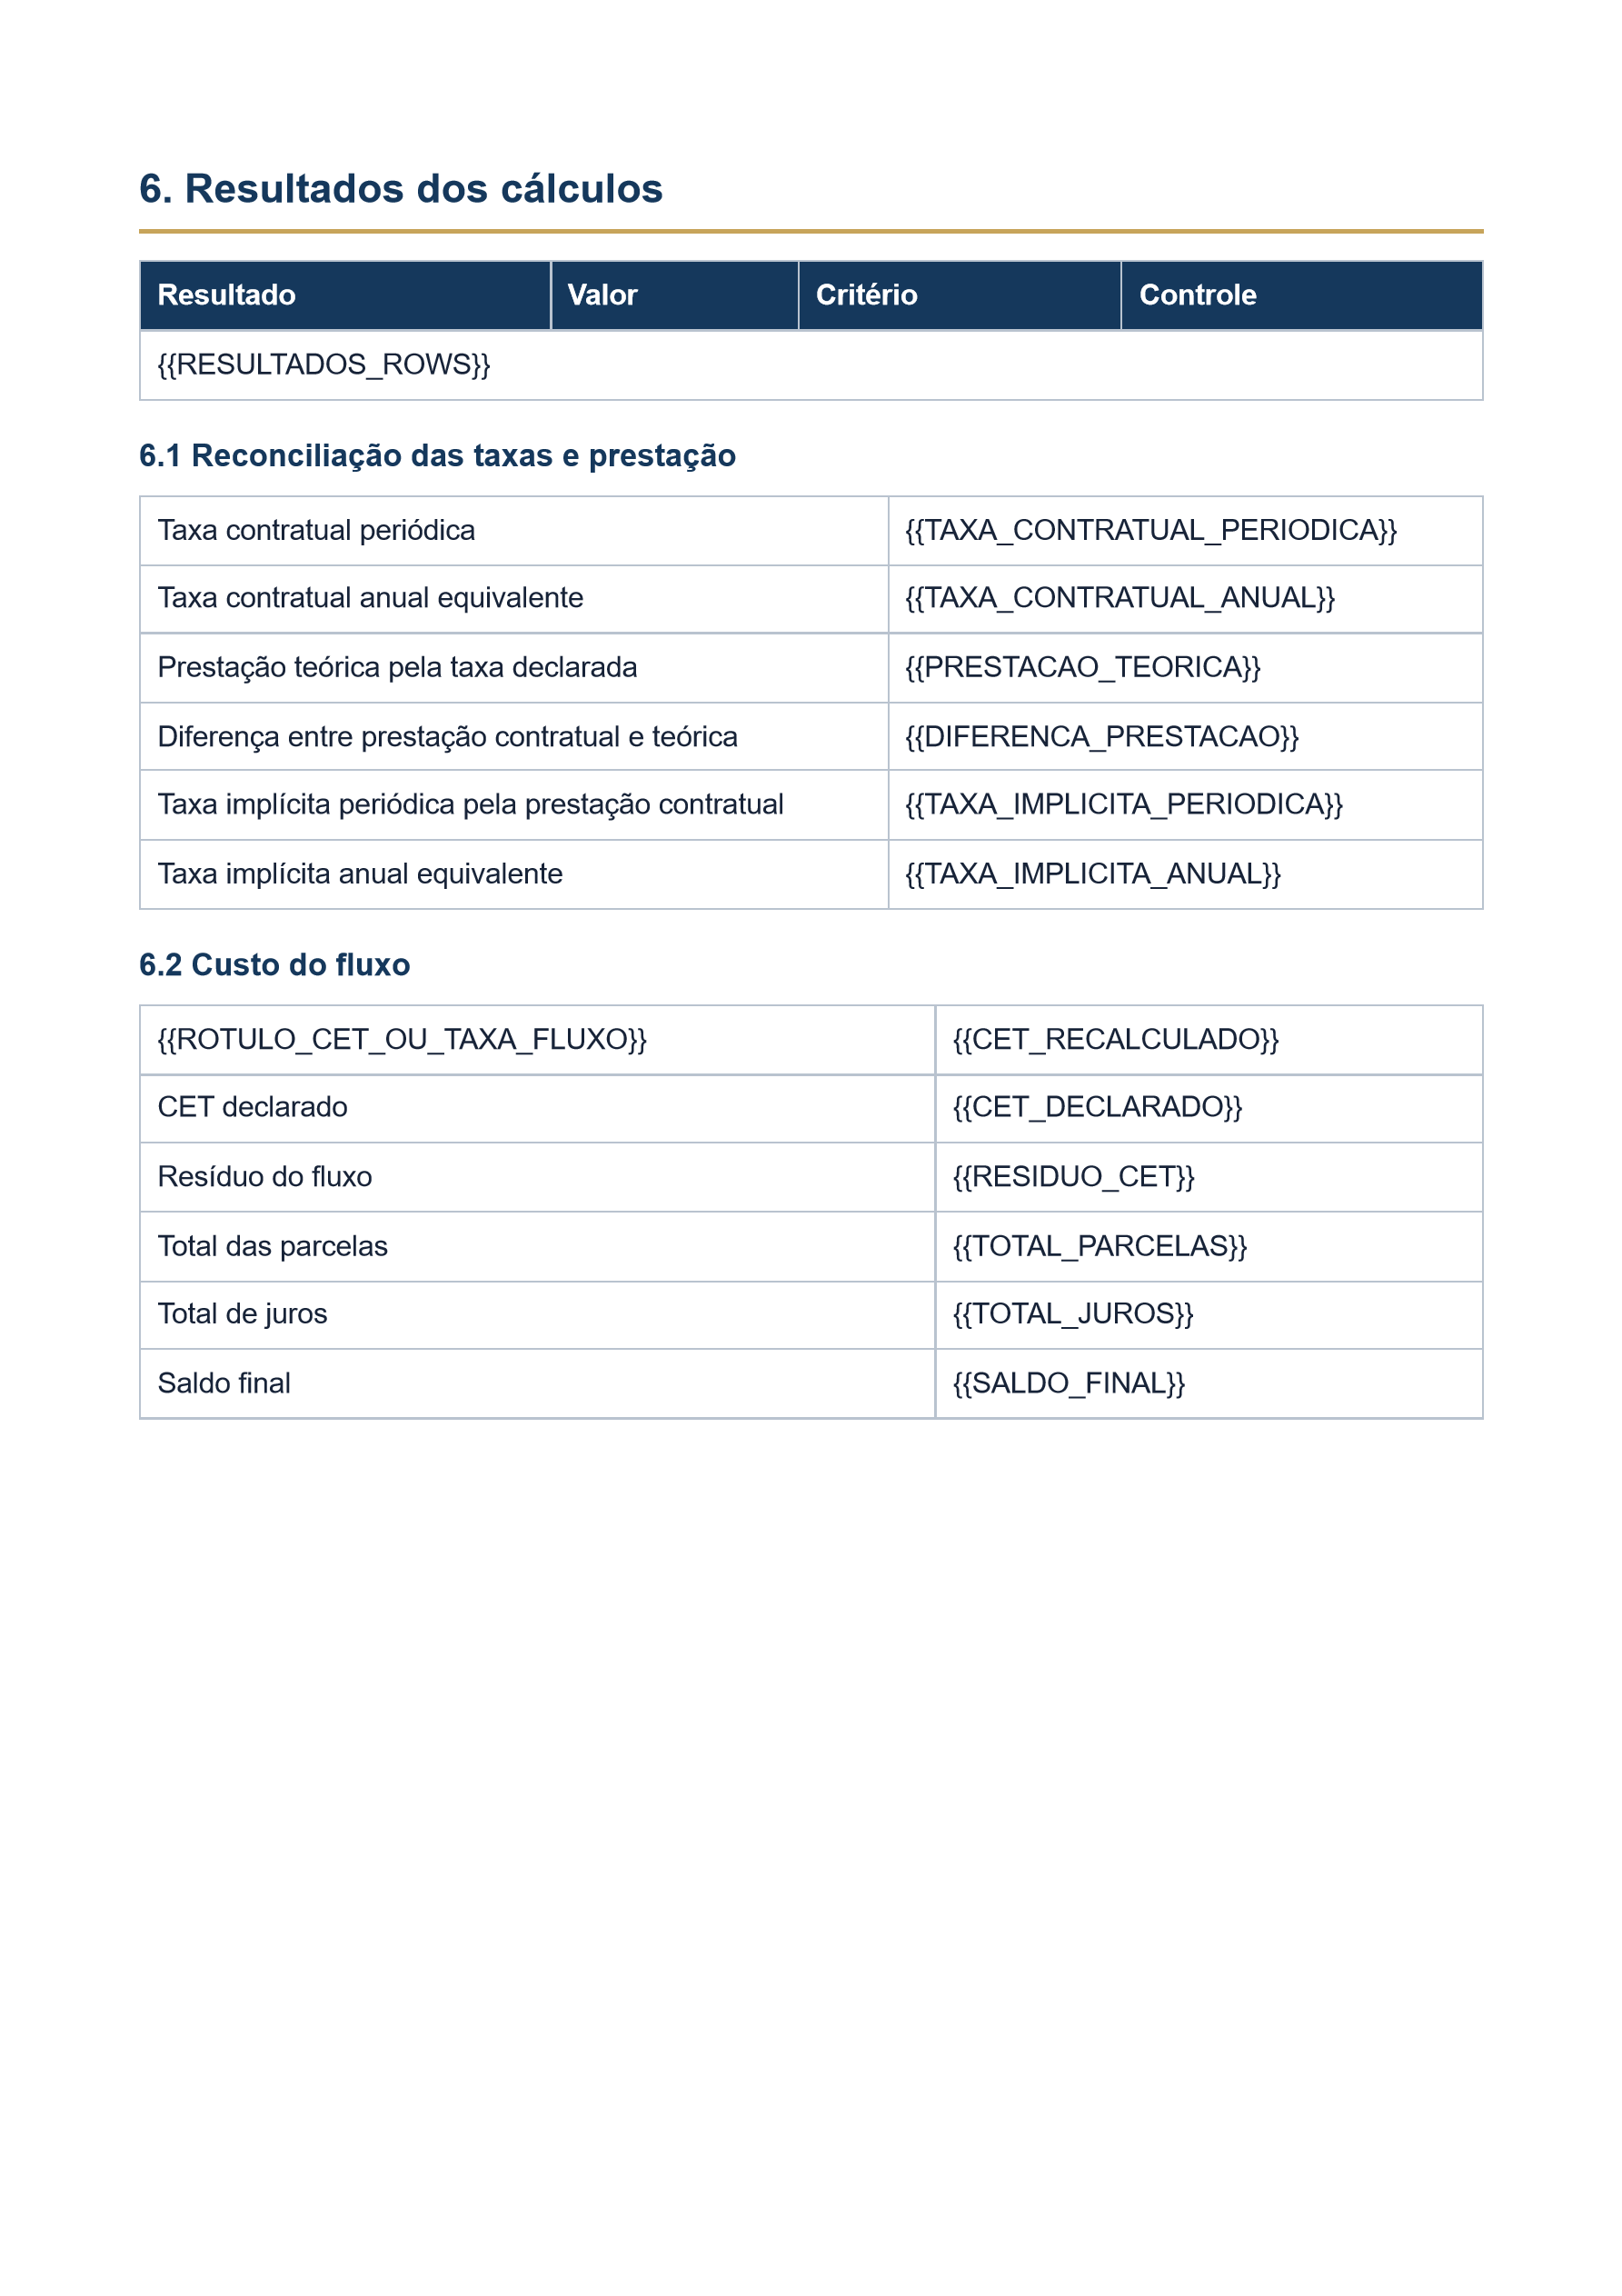 6. Resultados dos cálculos
Resultado Valor Critério Controle
{{RESULTADOS_ROWS}}
6.1 Reconciliação das taxas e prestação
Taxa contratual periódica {{TAXA_CONTRATUAL_PERIODICA}}
Taxa contratual anual equivalente {{TAXA_CONTRATUAL_ANUAL}}
Prestação teórica pela taxa declarada {{PRESTACAO_TEORICA}}
Diferença entre prestação contratual e teórica {{DIFERENCA_PRESTACAO}}
Taxa implícita periódica pela prestação contratual {{TAXA_IMPLICITA_PERIODICA}}
Taxa implícita anual equivalente {{TAXA_IMPLICITA_ANUAL}}
6.2 Custo do fluxo
{{ROTULO_CET_OU_TAXA_FLUXO}} {{CET_RECALCULADO}}
CET declarado {{CET_DECLARADO}}
Resíduo do fluxo {{RESIDUO_CET}}
Total das parcelas {{TOTAL_PARCELAS}}
Total de juros {{TOTAL_JUROS}}
Saldo final {{SALDO_FINAL}}